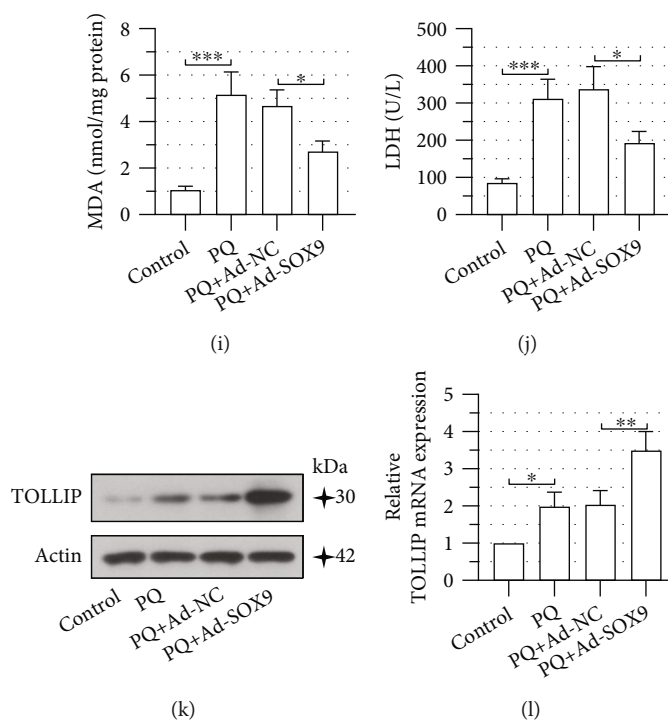 MDA (nmol/mg protein)
8
6
4
2
0
***
*
Control
PQ
PQ+Ad-NC
PQ+Ad-SOX9
(i)
LDH (U/L)
500
400
300
200
100
0
***
*
Control
PQ
PQ+Ad-NC
PQ+Ad-SOX9
(j)
kDa
TOLLIP
30
Actin
42
Control
PQ
PQ+Ad-NC
PQ+Ad-SOX9
(k)
Relative
TOLLIP mRNA expression
5
4
3
2
1
0
*
**
Control
PQ
PQ+Ad-NC
PQ+Ad-SOX9
(l)